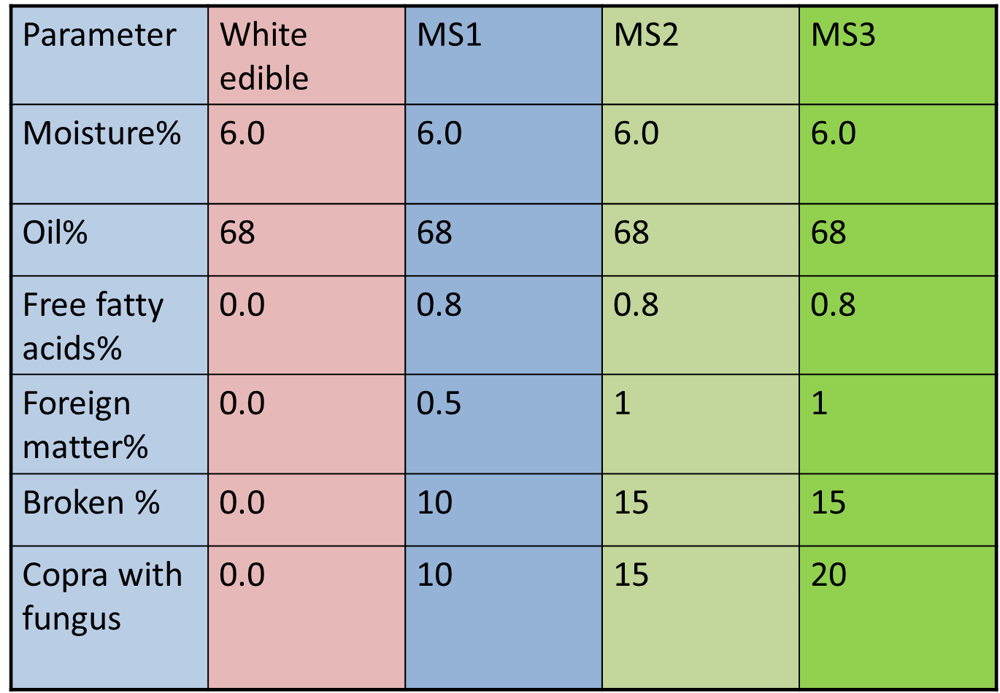 Parameter White edible MS1 MS2 MS3
Moisture% 6.0 6.0 6.0 6.0
Oil% 68 68 68 68
Free fatty acids% 0.0 0.8 0.8 0.8
Foreign matter% 0.0 0.5 1 1
Broken % 0.0 10 15 15
Copra with fungus 0.0 10 15 20